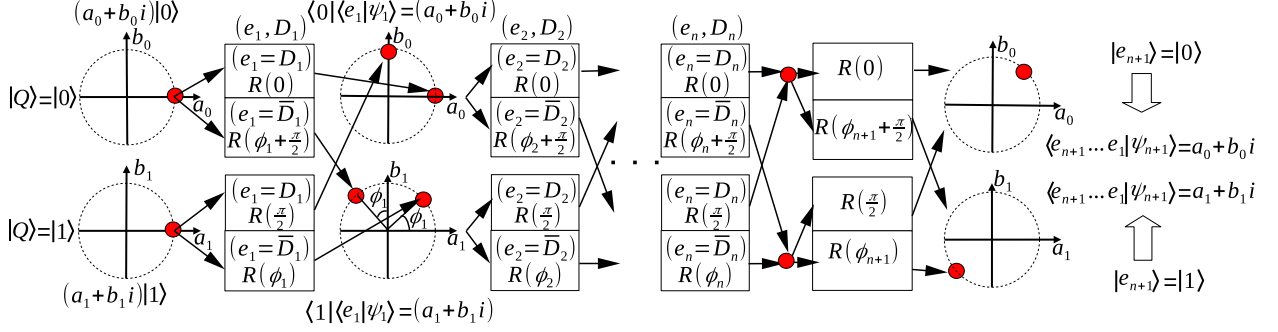 (a₀+b₀i)|0⟩
b₀
|Q⟩=|0⟩
a₀
b₁
|Q⟩=|1⟩
a₁
(a₁+b₁i)|1⟩
(e₁,D₁)
(e₁=D₁)
R(0)
(e₁=D̅₁)
R(ϕ₁+π/2)
(e₁=D₁)
R(π/2)
(e₁=D̅₁)
R(ϕ₁)
⟨0|⟨e₁|ψ₁⟩=(a₀+b₀i)
b₀
a₀
b₁
ϕ₁
ϕ₁
a₁
⟨1|⟨e₁|ψ₁⟩=(a₁+b₁i)
(e₂,D₂)
(e₂=D₂)
R(0)
(e₂=D̅₂)
R(ϕ₂+π/2)
(e₂=D₂)
R(π/2)
(e₂=D̅₂)
R(ϕ₂)
. . .
(eₙ,Dₙ)
(eₙ=Dₙ)
R(0)
(eₙ=D̅ₙ)
R(ϕₙ+π/2)
(eₙ=Dₙ)
R(π/2)
(eₙ=D̅ₙ)
R(ϕₙ)
R(0)
R(ϕₙ₊₁+π/2)
R(π/2)
R(ϕₙ₊₁)
b₀
a₀
b₁
a₁
|eₙ₊₁⟩=|0⟩
⟨eₙ₊₁...e₁|ψₙ₊₁⟩=a₀+b₀i
⟨eₙ₊₁...e₁|ψₙ₊₁⟩=a₁+b₁i
|eₙ₊₁⟩=|1⟩